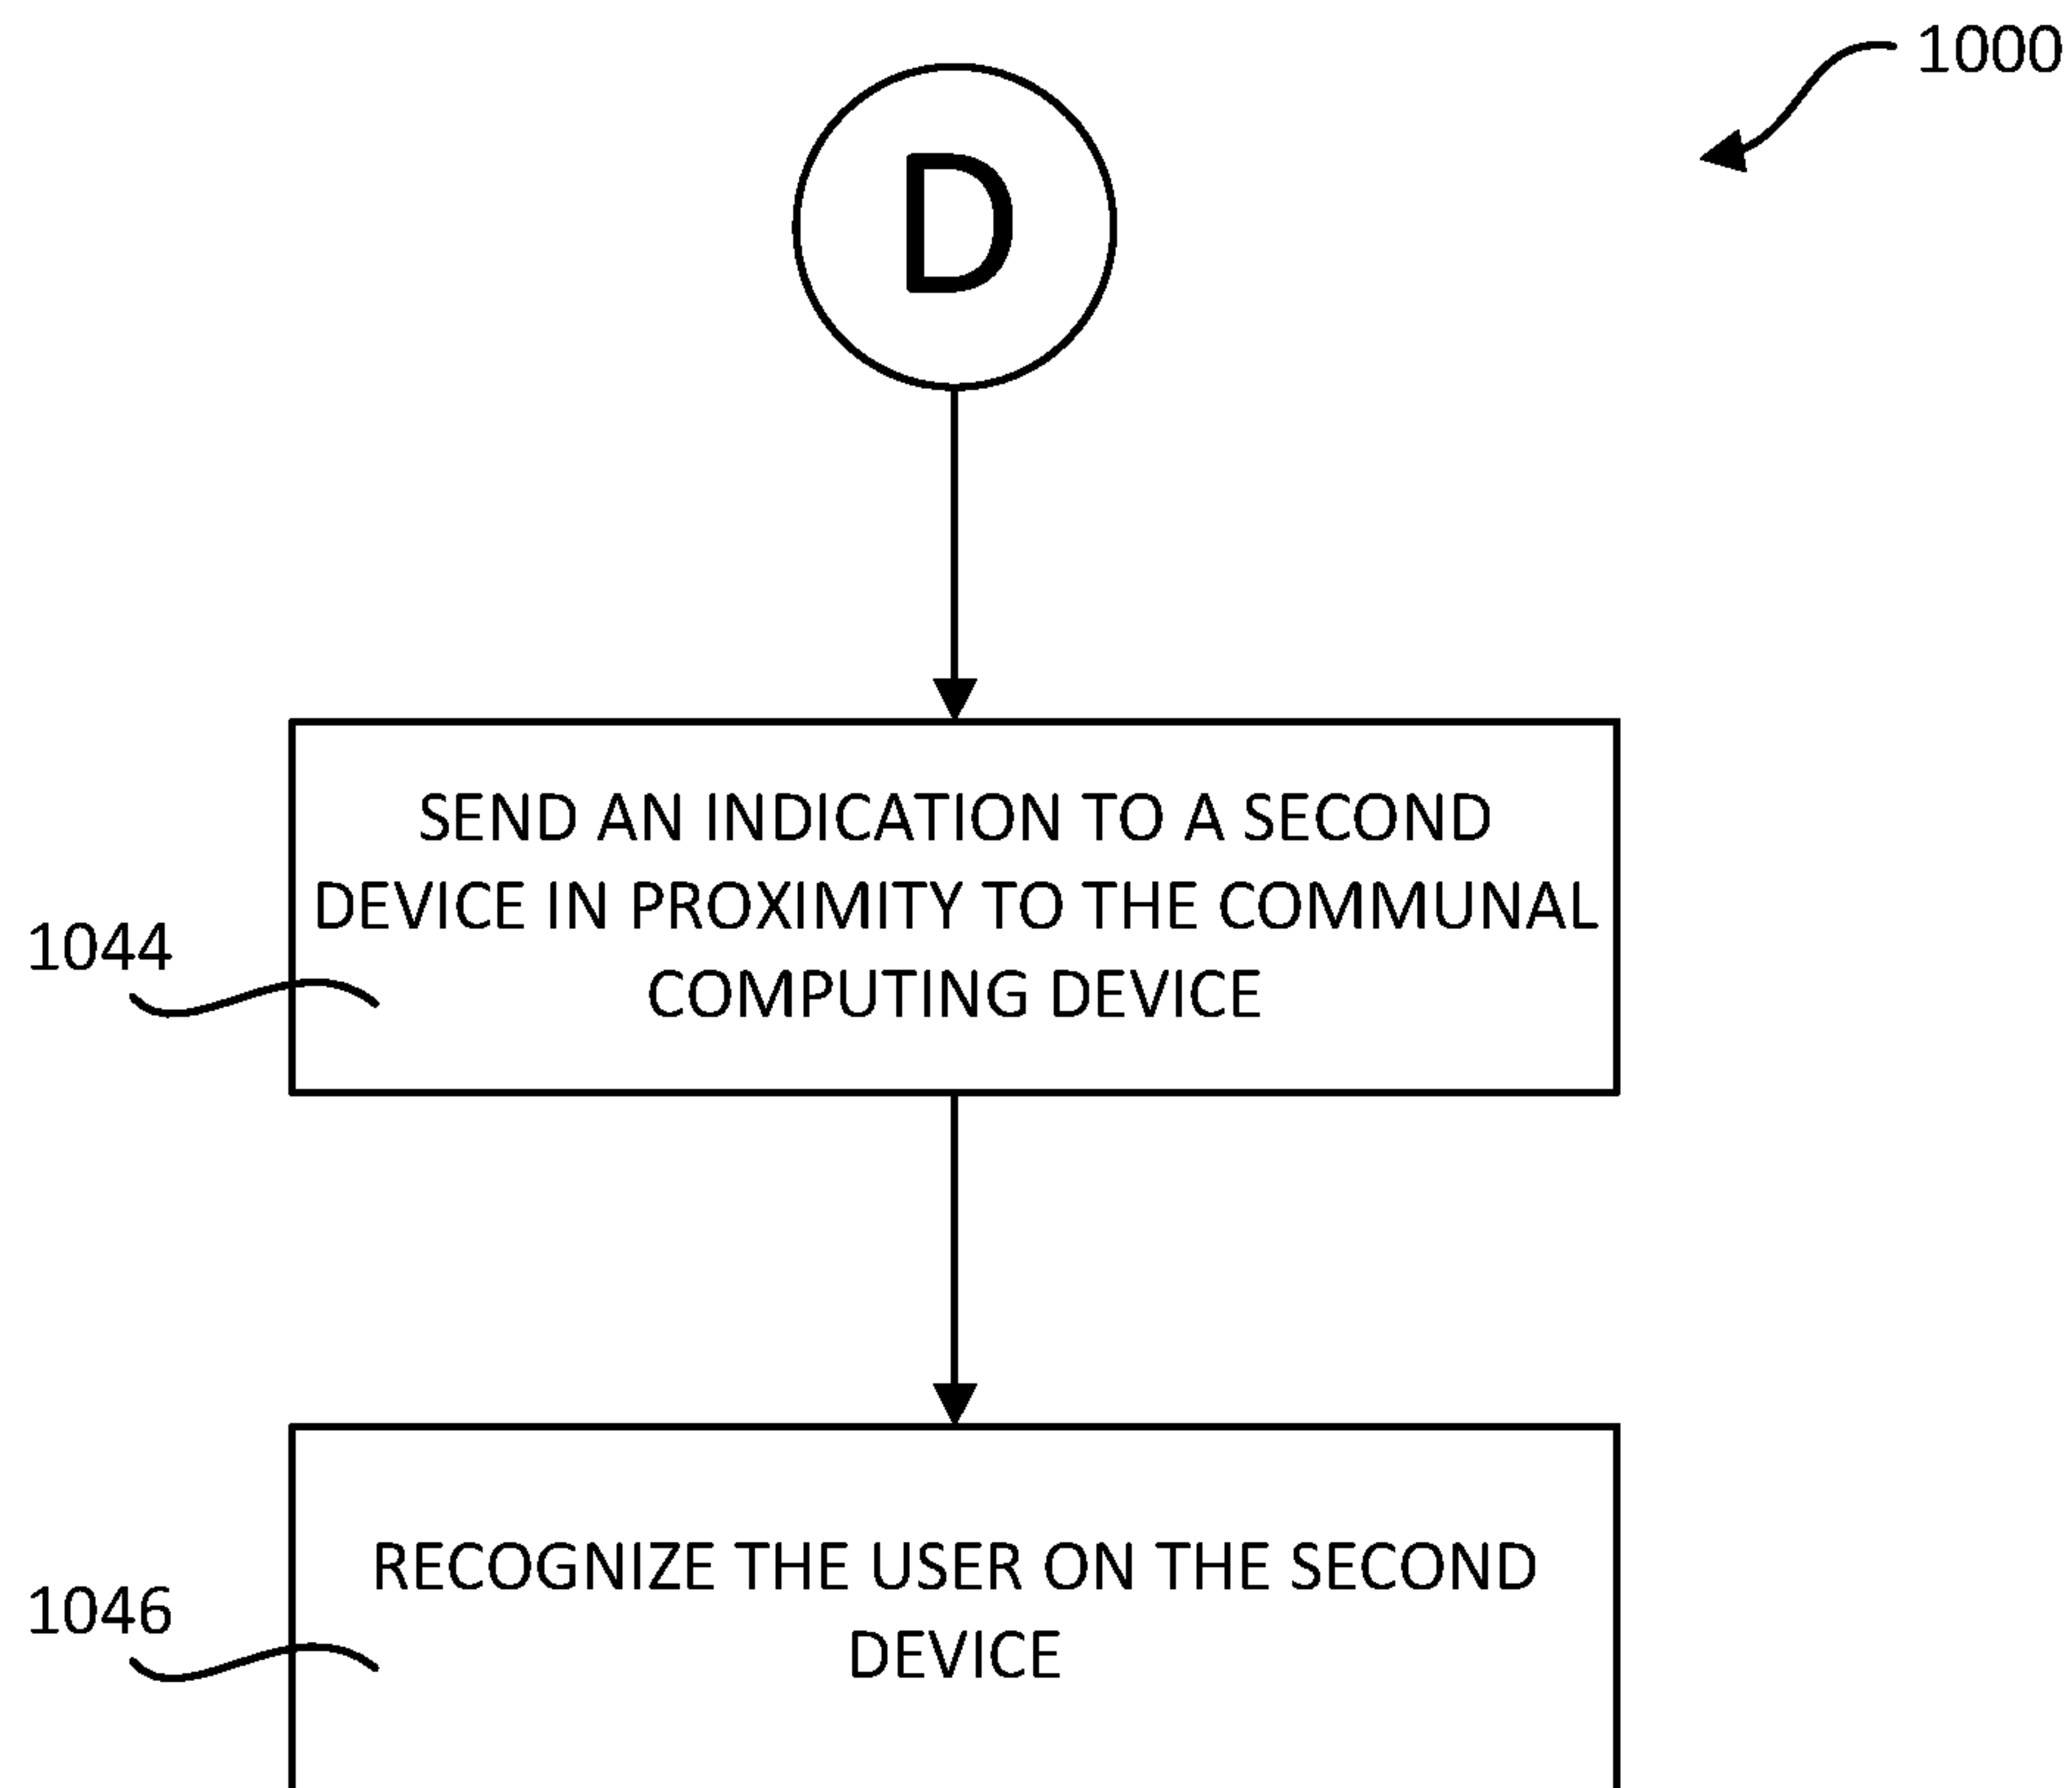 1000
D
SEND AN INDICATION TO A SECOND
DEVICE IN PROXIMITY TO THE COMMUNAL
COMPUTING DEVICE
1044
RECOGNIZE THE USER ON THE SECOND
DEVICE
1046